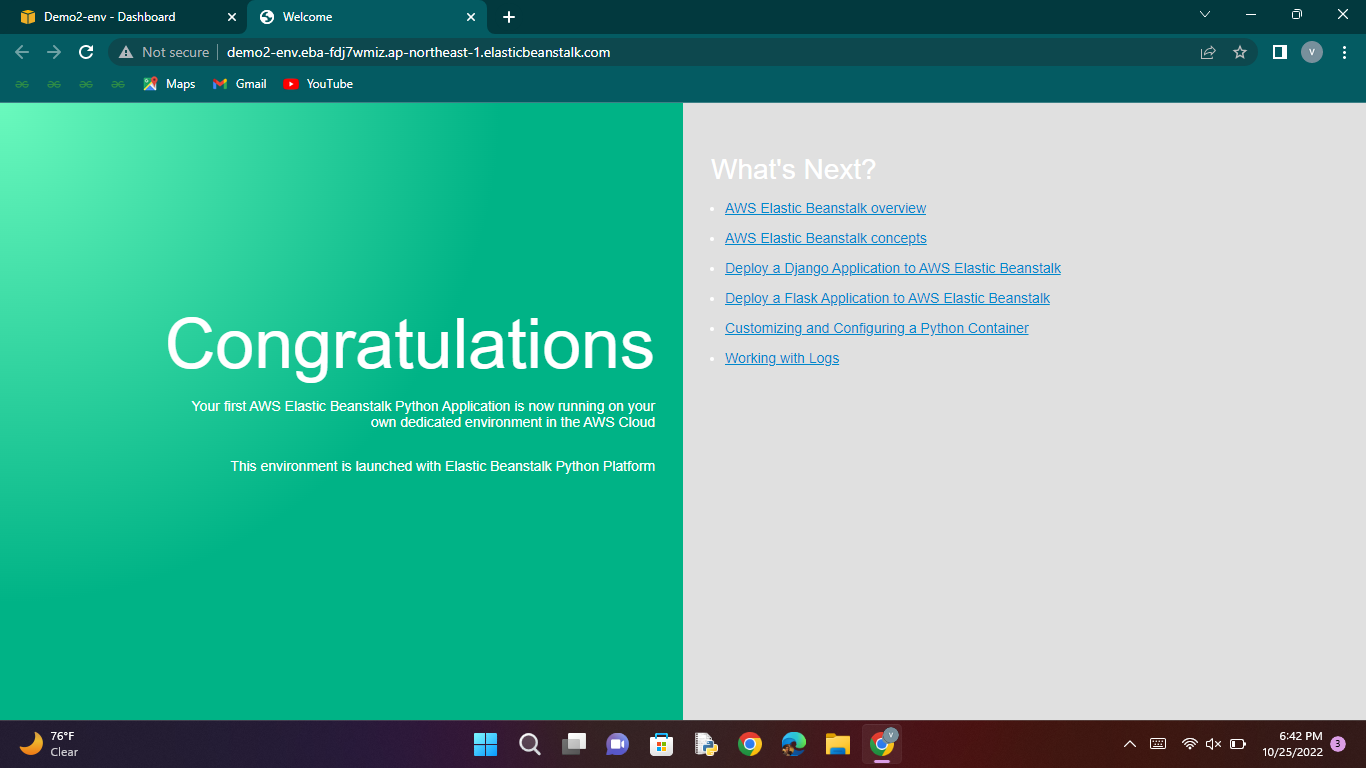 Demo2-env - Dashboard
Welcome
Not secure
demo2-env.eba-fdj7wmiz.ap-northeast-1.elasticbeanstalk.com
V
Maps
Gmail
YouTube
Congratulations
Your first AWS Elastic Beanstalk Python Application is now running on your
own dedicated environment in the AWS Cloud
This environment is launched with Elastic Beanstalk Python Platform
What's Next?
AWS Elastic Beanstalk overview
AWS Elastic Beanstalk concepts
Deploy a Django Application to AWS Elastic Beanstalk
Deploy a Flask Application to AWS Elastic Beanstalk
Customizing and Configuring a Python Container
Working with Logs
76°F
Clear
V
6:42 PM
10/25/2022
3